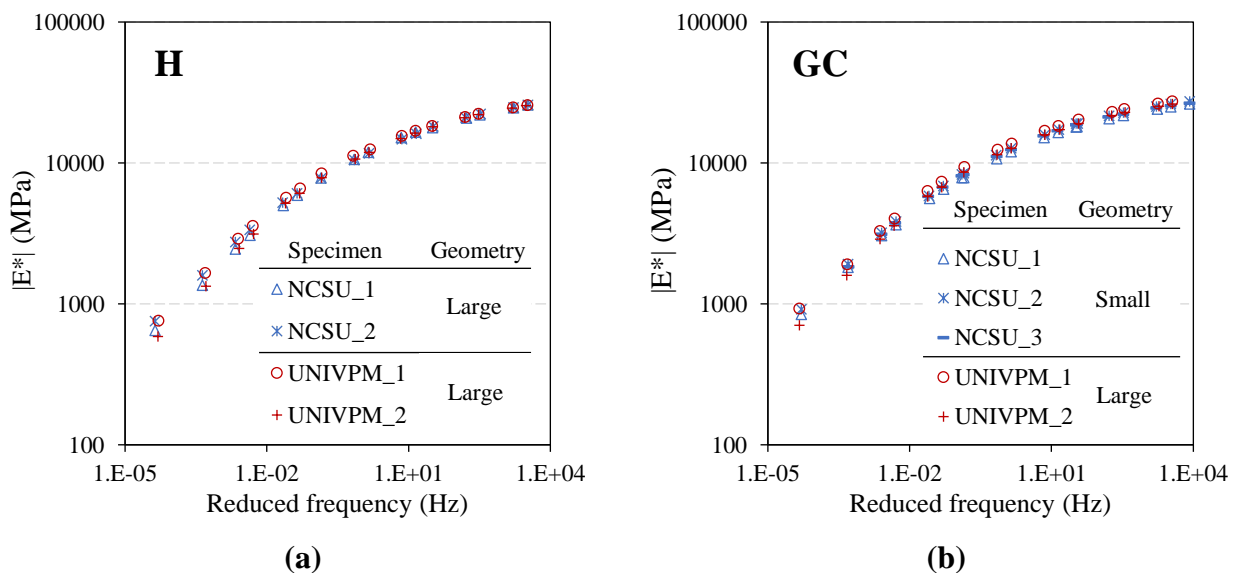 H
|E*| (MPa)
100000
10000
1000
100
Specimen Geometry
NCSU_1
Large
NCSU_2
UNIVPM_1
Large
UNIVPM_2
1.E-05 1.E-02 1.E+01 1.E+04
Reduced frequency (Hz)
(a)
GC
|E*| (MPa)
100000
10000
1000
100
Specimen Geometry
NCSU_1
NCSU_2 Small
NCSU_3
UNIVPM_1
Large
UNIVPM_2
1.E-05 1.E-02 1.E+01 1.E+04
Reduced frequency (Hz)
(b)